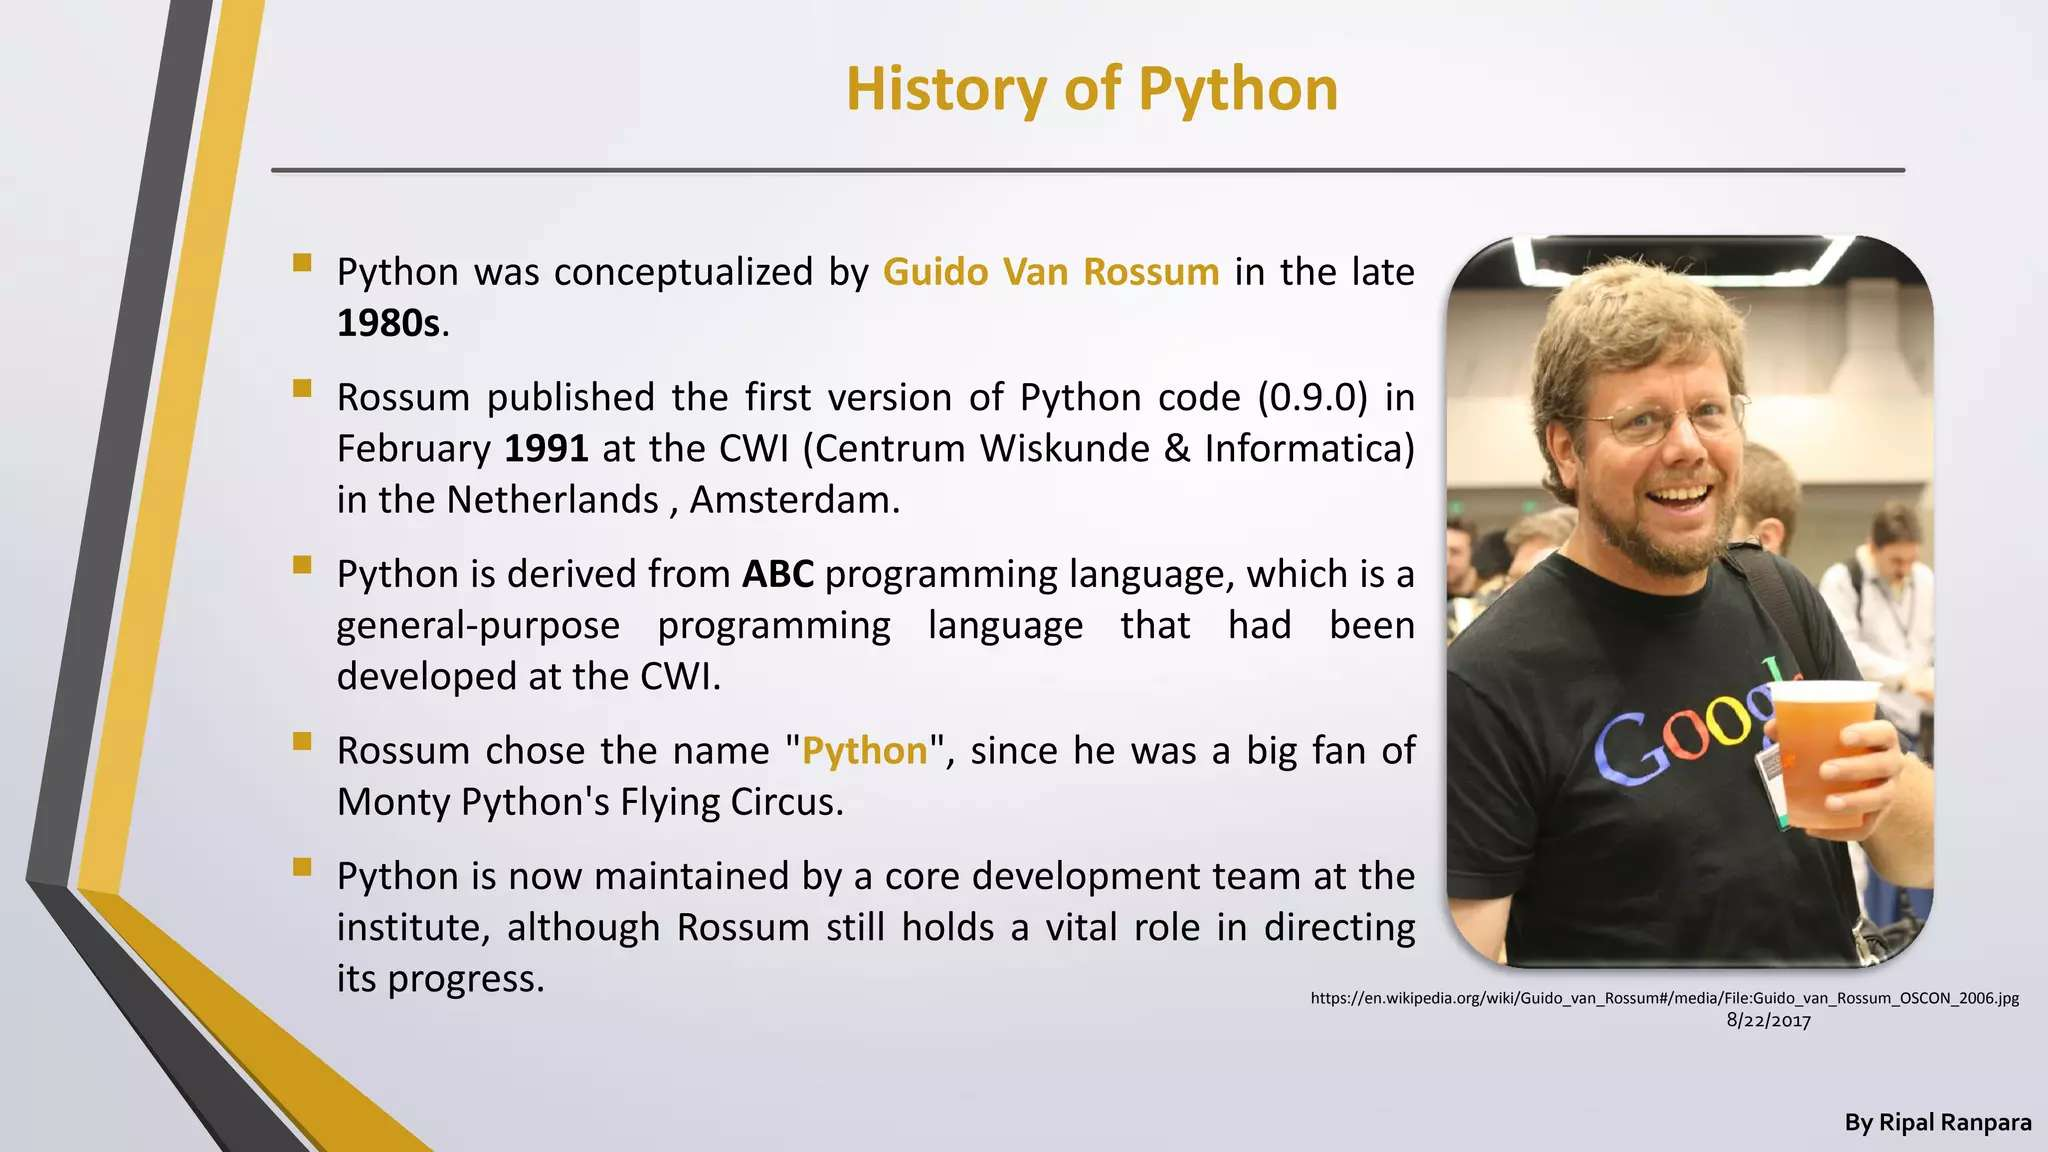 History of Python
Python was conceptualized by Guido Van Rossum in the late
1980s.
Rossum published the first version of Python code (0.9.0) in
February 1991 at the CWI (Centrum Wiskunde & Informatica)
in the Netherlands , Amsterdam.
Python is derived from ABC programming language, which is a
general-purpose programming language that had been
developed at the CWI.
Rossum chose the name "Python", since he was a big fan of
Monty Python's Flying Circus.
Python is now maintained by a core development team at the
institute, although Rossum still holds a vital role in directing
its progress.
Google
https://en.wikipedia.org/wiki/Guido_van_Rossum#/media/File:Guido_van_Rossum_OSCON_2006.jpg
8/22/2017
By Ripal Ranpara